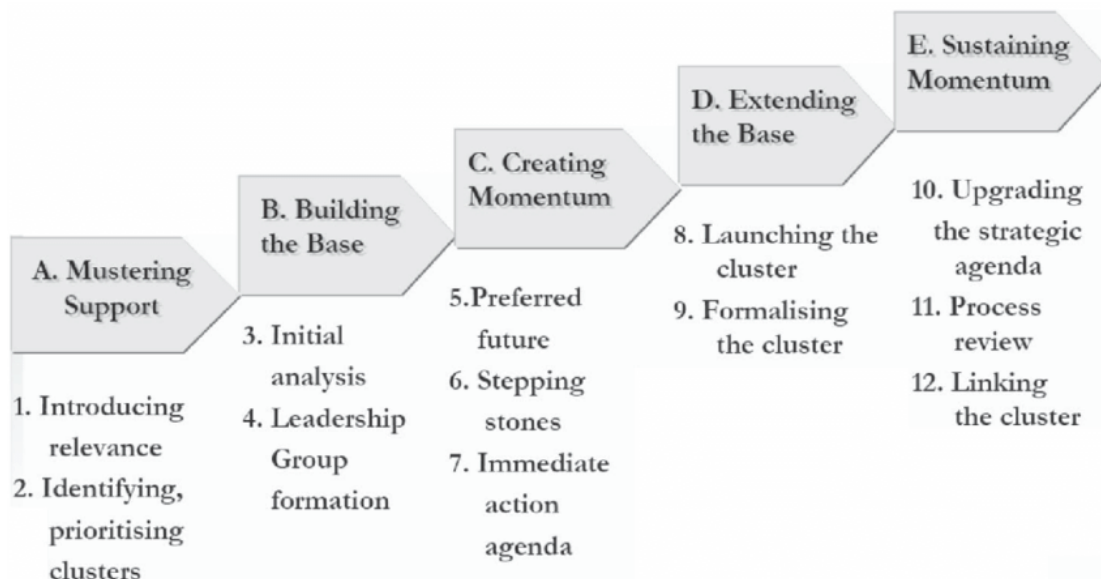 A. Mustering
Support
1. Introducing
relevance
2. Identifying,
prioritising
clusters
B. Building
the Base
3. Initial
analysis
4. Leadership
Group
formation
C. Creating
Momentum
5.Preferred
future
6. Stepping
stones
7. Immediate
action
agenda
D. Extending
the Base
8. Launching the
cluster
9. Formalising
the cluster
E. Sustaining
Momentum
10. Upgrading
the strategic
agenda
11. Process
review
12. Linking
the cluster